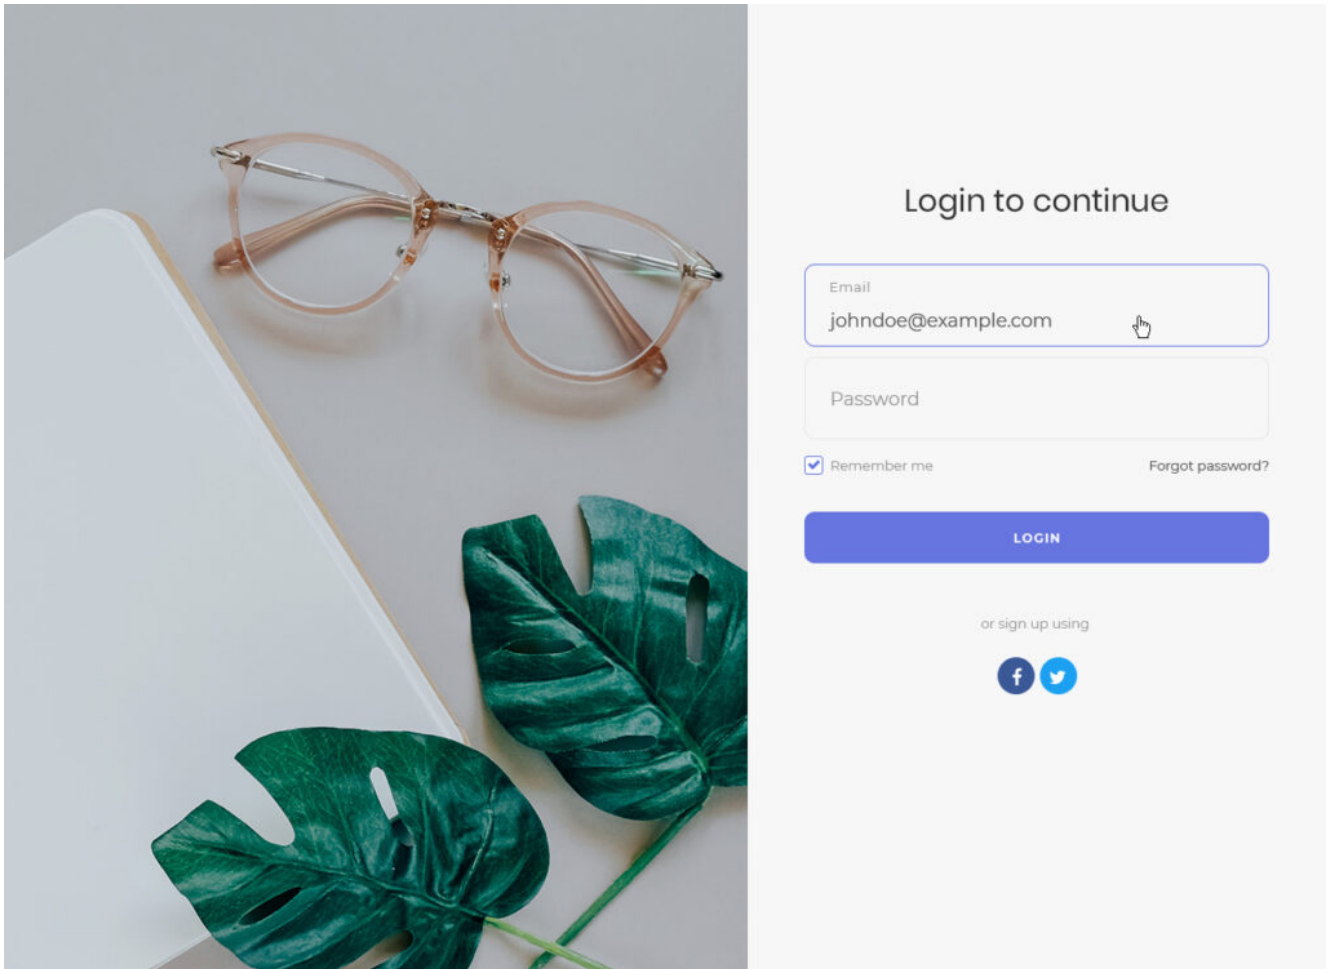 Login to continue
Email
johndoe@example.com
Password
Remember me
Forgot password?
LOGIN
or sign up using